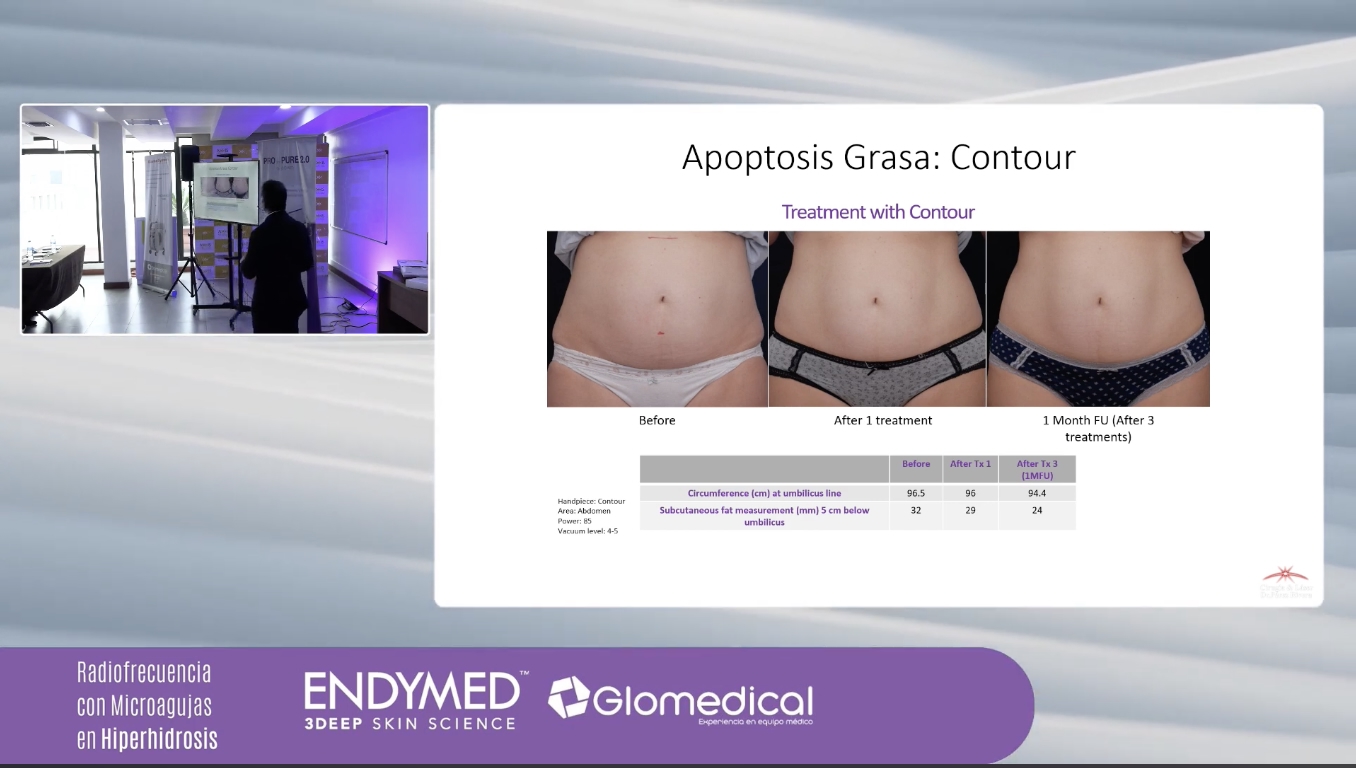 PRO PURE 2.0
Apoptosis Grasa: Contour
Treatment with Contour
Before
After 1 treatment
1 Month FU (After 3
treatments)
Before
After Tx 1
After Tx 3
(1MFU)
Circumference (cm) at umbilicus line
96.5
96
94.4
Subcutaneous fat measurement (mm) 5 cm below
umbilicus
32
29
24
Handpiece: Contour
Area: Abdomen
Power: 85
Vacuum level: 4-5
Radiofrecuencia
con Microagujas
en Hiperhidrosis
ENDYMED™
3DEEP SKIN SCIENCE
Glomedical
Experiencia en equipo médico